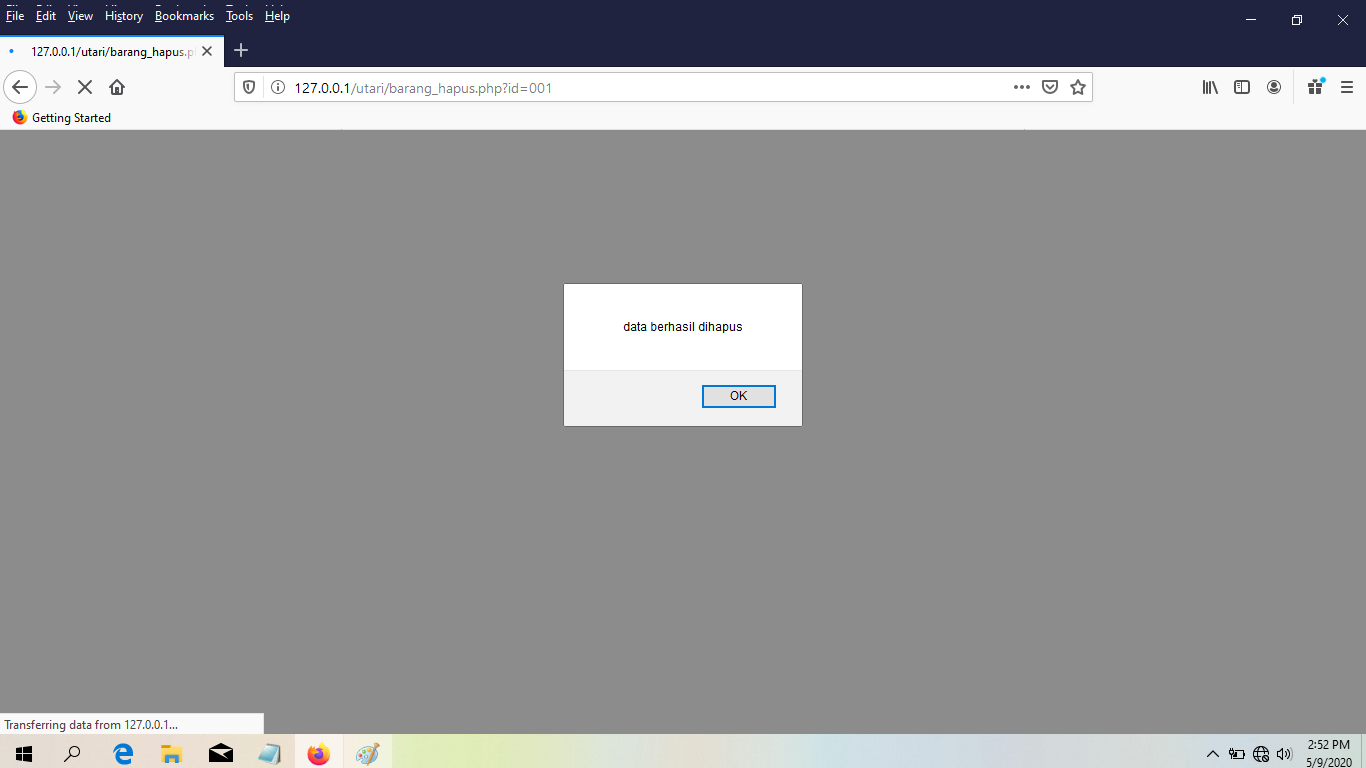 File Edit View History Bookmarks Tools Help
127.0.0.1/utari/barang_hapus.p
127.0.0.1/utari/barang_hapus.php?id=001
Getting Started
data berhasil dihapus
OK
Transferring data from 127.0.0.1...
2:52 PM
5/9/2020